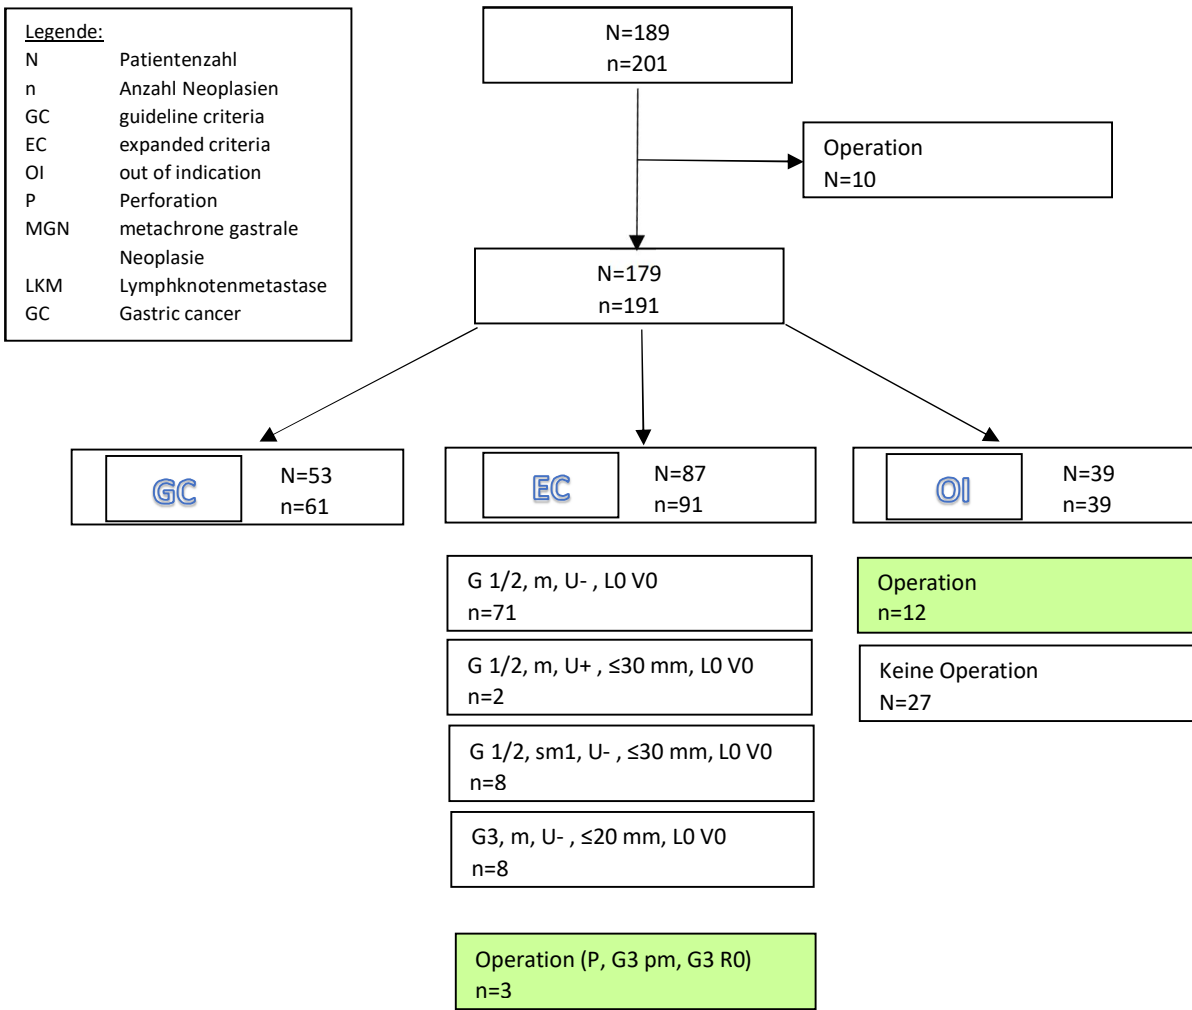 Legende:
N Patientenzahl
n Anzahl Neoplasien
GC guideline criteria
EC expanded criteria
OI out of indication
P Perforation
MGN metachrone gastrale
Neoplasie
LKM Lymphknotenmetastase
GC Gastric cancer
N=189
n=201
Operation
N=10
N=179
n=191
GC
N=53
n=61
EC
N=87
n=91
OI
N=39
n=39
G 1/2, m, U- , L0 V0
n=71
G 1/2, m, U+ , ≤30 mm, L0 V0
n=2
G 1/2, sm1, U- , ≤30 mm, L0 V0
n=8
G3, m, U- , ≤20 mm, L0 V0
n=8
Operation (P, G3 pm, G3 R0)
n=3
Operation
n=12
Keine Operation
N=27